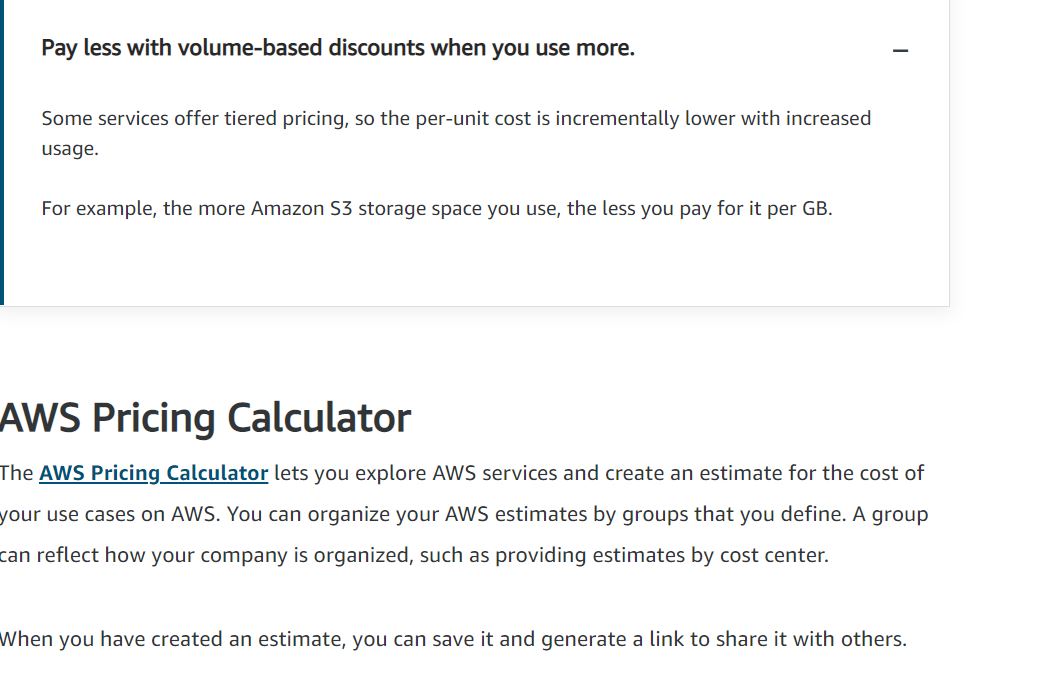 Pay less with volume-based discounts when you use more.
Some services offer tiered pricing, so the per-unit cost is incrementally lower with increased
usage.
For example, the more Amazon S3 storage space you use, the less you pay for it per GB.
AWS Pricing Calculator
The AWS Pricing Calculator lets you explore AWS services and create an estimate for the cost of
your use cases on AWS. You can organize your AWS estimates by groups that you define. A group
can reflect how your company is organized, such as providing estimates by cost center.
When you have created an estimate, you can save it and generate a link to share it with others.